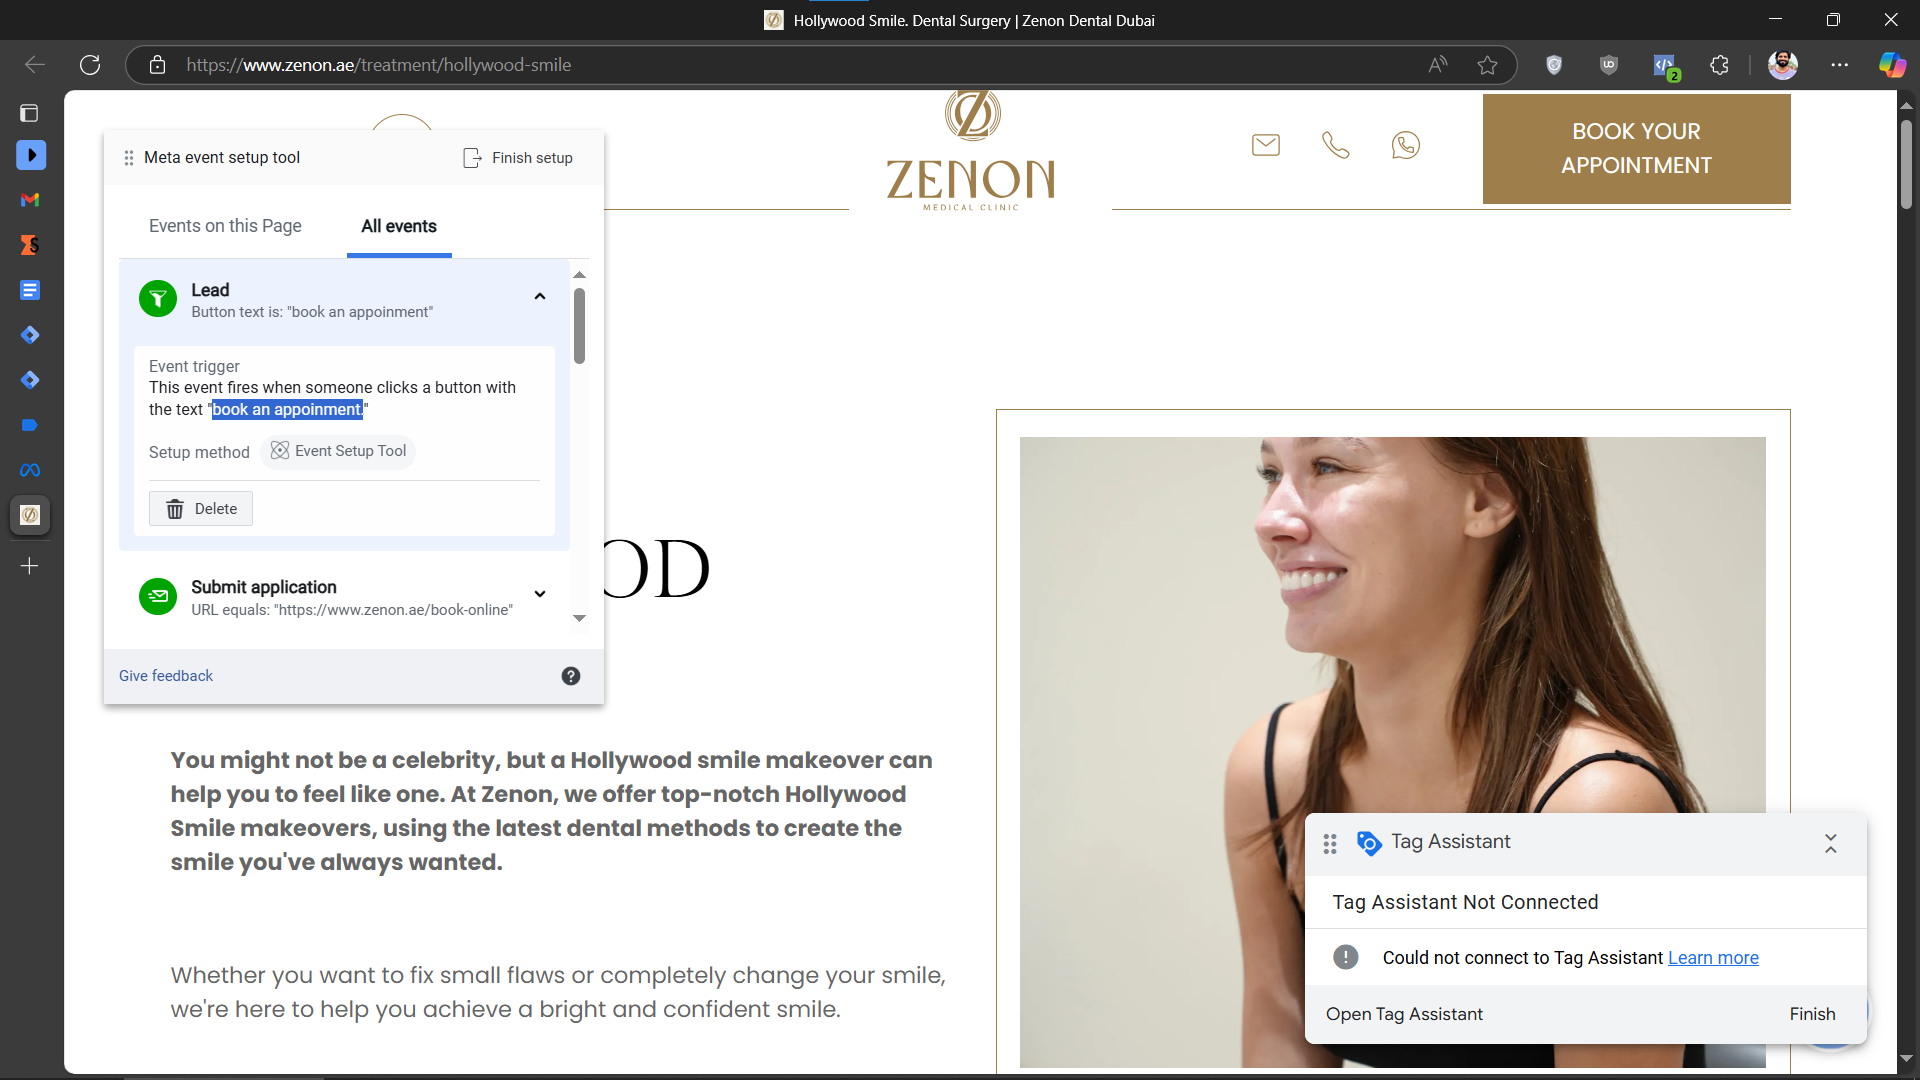 Hollywood Smile. Dental Surgery | Zenon Dental Dubai
https://www.zenon.ae/treatment/hollywood-smile
2
Meta event setup tool
Finish setup
Events on this Page
All events
Lead
Button text is: "book an appoinment"
Event trigger
This event fires when someone clicks a button with
the text "book an appoinment."
Setup method
Event Setup Tool
Delete
Submit application
URL equals: "https://www.zenon.ae/book-online"
Give feedback
ZENON
MEDICAL CLINIC
BOOK YOUR
APPOINTMENT
OD
You might not be a celebrity, but a Hollywood smile makeover can
help you to feel like one. At Zenon, we offer top-notch Hollywood
Smile makeovers, using the latest dental methods to create the
smile you've always wanted.
Whether you want to fix small flaws or completely change your smile,
we're here to help you achieve a bright and confident smile.
Tag Assistant
Tag Assistant Not Connected
Could not connect to Tag Assistant Learn more
Open Tag Assistant
Finish